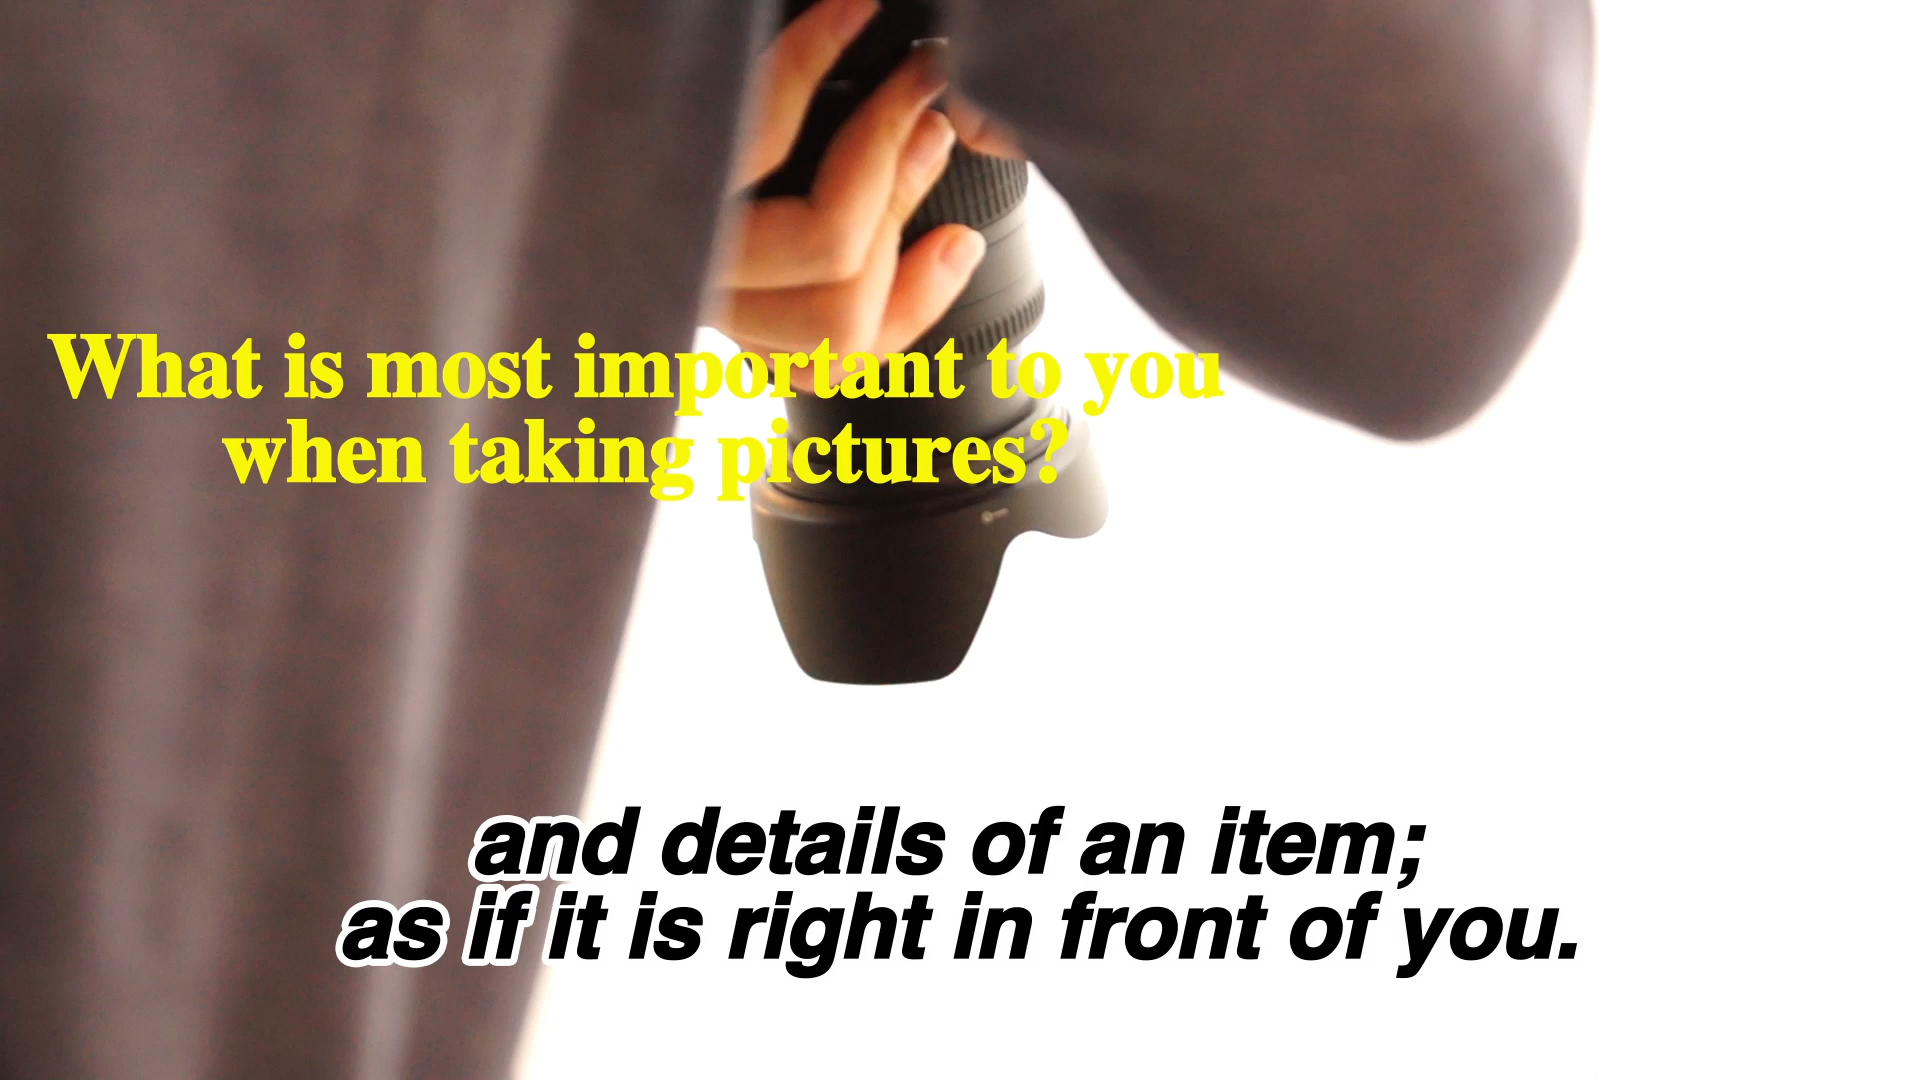 What is most important to you
when taking pictures?
and details of an item;
as if it is right in front of you.